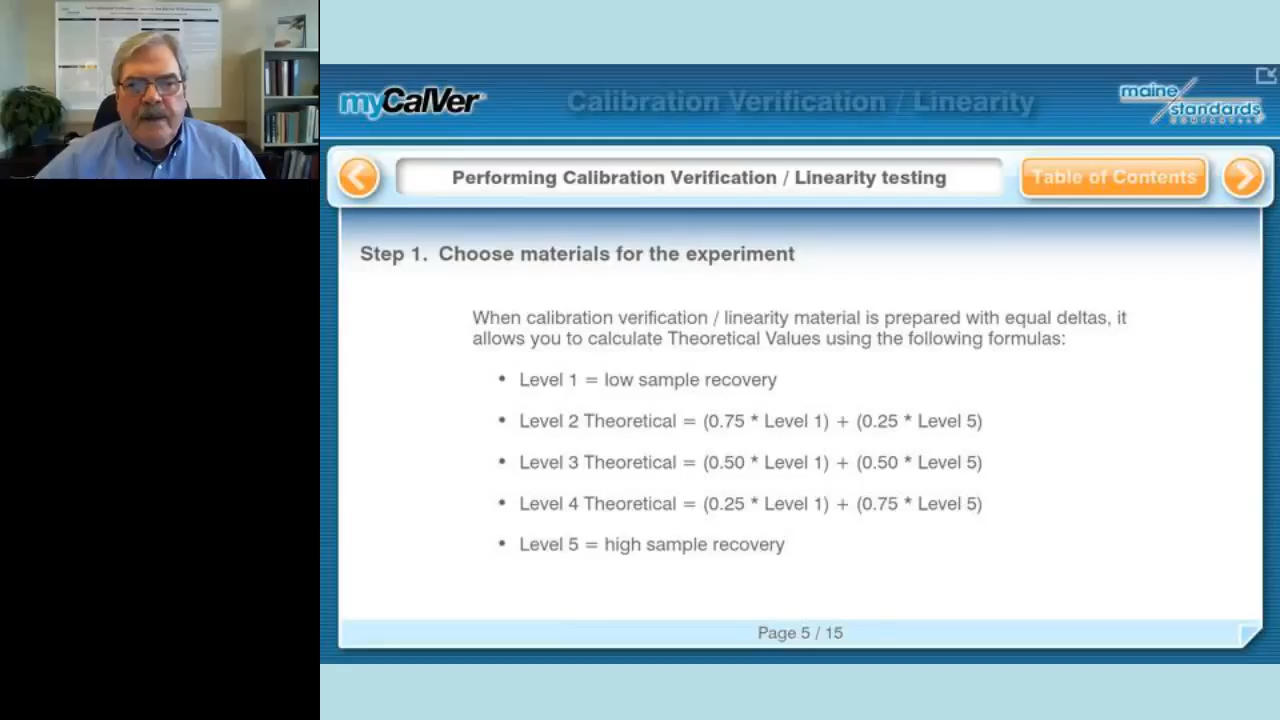 myCalVer
Calibration Verification / Linearity
maine
standards
Performing Calibration Verification / Linearity testing
Table of Contents
Step 1. Choose materials for the experiment
When calibration verification / linearity material is prepared with equal deltas, it
allows you to calculate Theoretical Values using the following formulas:
• Level 1 = low sample recovery
• Level 2 Theoretical = (0.75 * Level 1) + (0.25 * Level 5)
• Level 3 Theoretical = (0.50 * Level 1) + (0.50 * Level 5)
• Level 4 Theoretical = (0.25 * Level 1) + (0.75 * Level 5)
• Level 5 = high sample recovery
Page 5 / 15